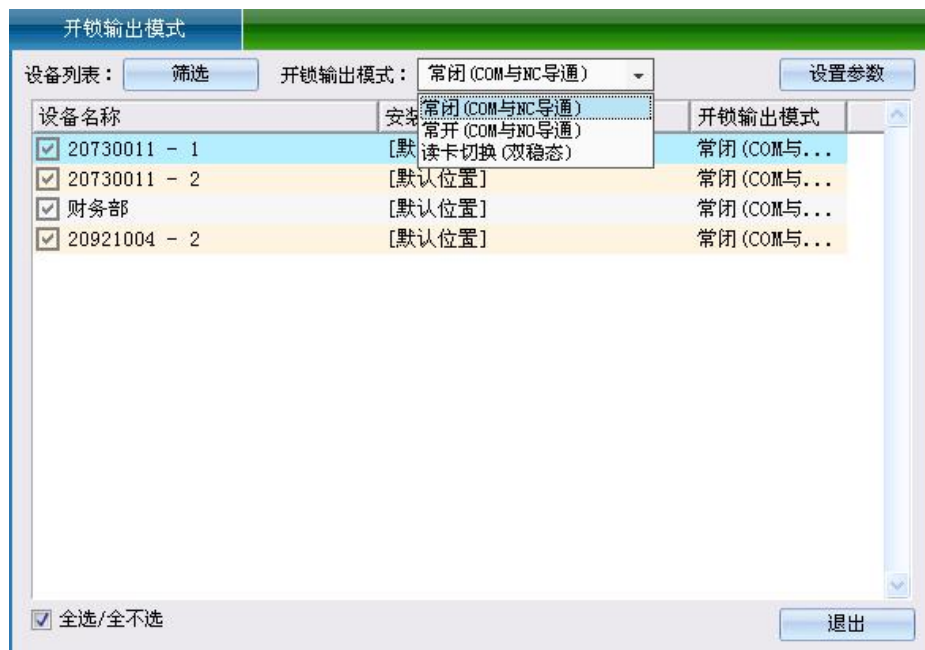 开锁输出模式
设备列表： 筛选 开锁输出模式： 常闭(COM与NC导通) 设置参数
常闭(COM与NC导通)
常开(COM与NO导通)
读卡切换(双稳态)
设备名称 安装 开锁输出模式
20730011 - 1 [默 常闭(COM与...
20730011 - 2 [默认位置] 常闭(COM与...
财务部 [默认位置] 常闭(COM与...
20921004 - 2 [默认位置] 常闭(COM与...
全选/全不选 退出